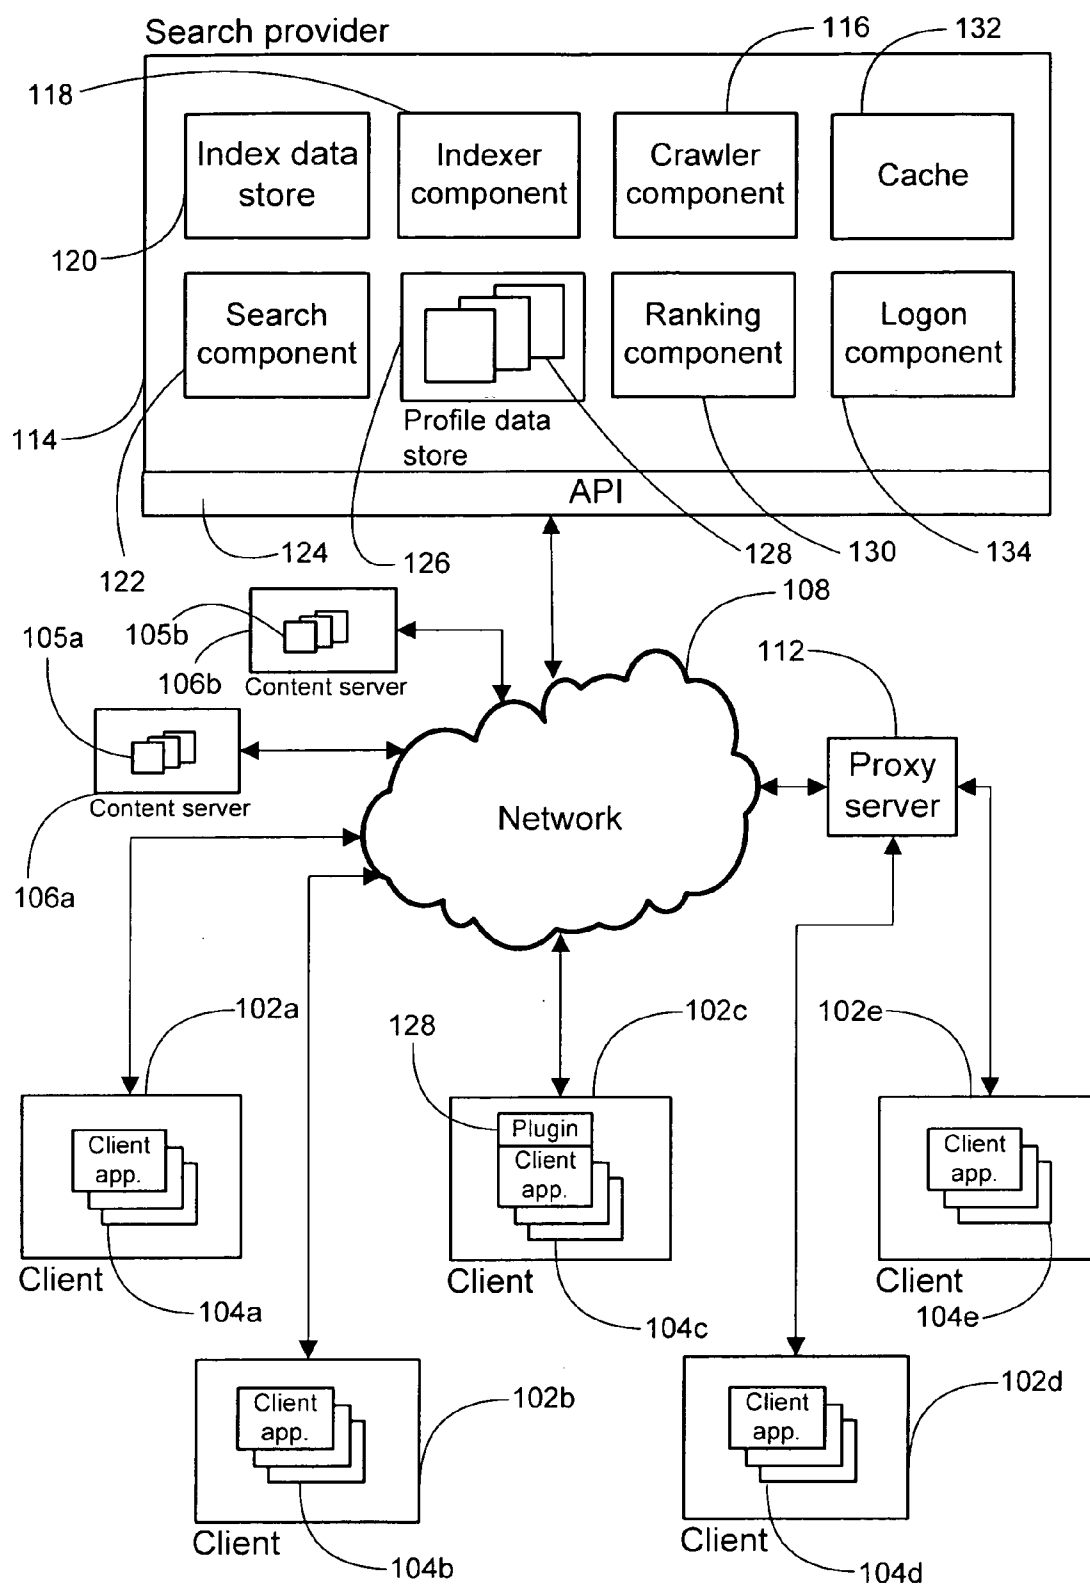 Search provider
116
132
118
Index data
store
Indexer
component
Crawler
component
Cache
120
Search
component
Ranking
component
Logon
component
114
Profile data
store
API
122
124
126
128
130
134
108
105a
105b
106b
Content server
112
Content server
106a
Network
Proxy
server
102a
128
102c
102e
Client
app.
Plugin
Client
app.
Client
app.
Client
104a
Client
104c
Client
104e
Client
app.
102b
Client
app.
102d
Client
104b
Client
104d